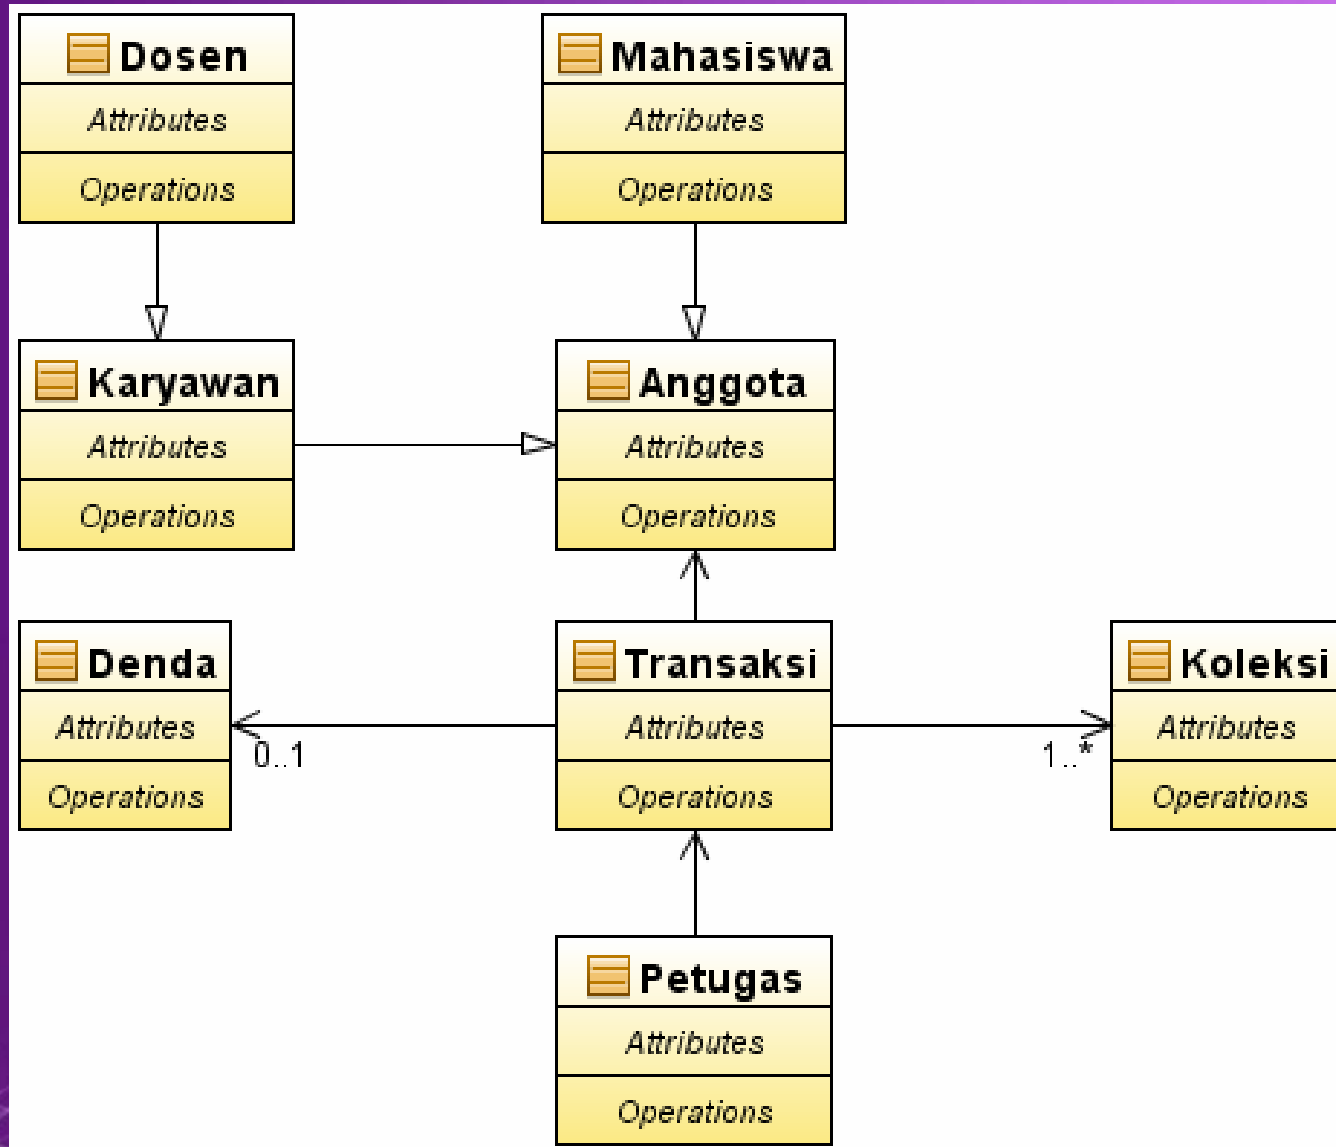 Dosen
Attributes
Operations
Mahasiswa
Attributes
Operations
Karyawan
Attributes
Operations
Anggota
Attributes
Operations
Denda
Attributes
Operations
0..1
Transaksi
Attributes
Operations
1..*
Koleksi
Attributes
Operations
Petugas
Attributes
Operations